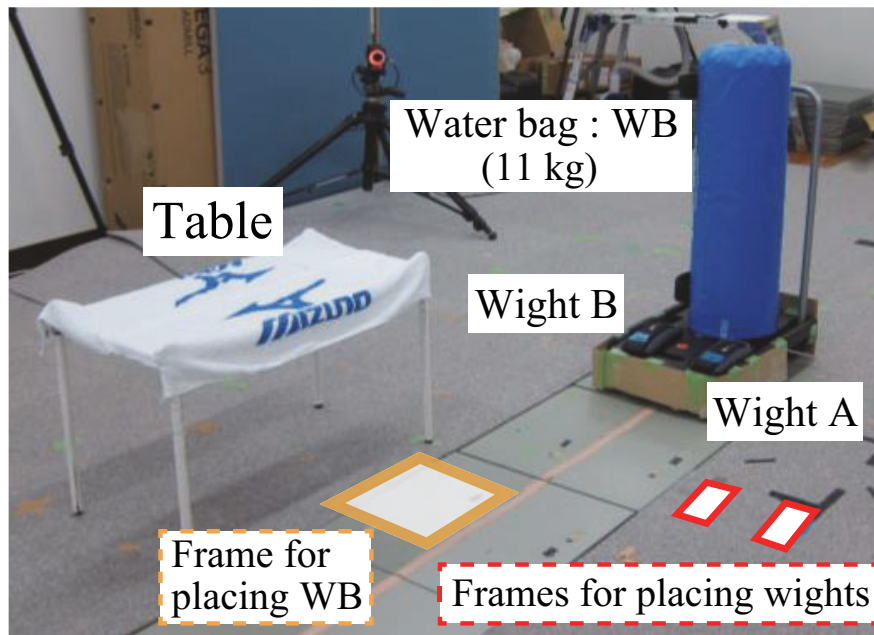 Water bag : WB
(11 kg)
Table
MIZUNO
Wight B
Wight A
Frame for
placing WB
Frames for placing wights